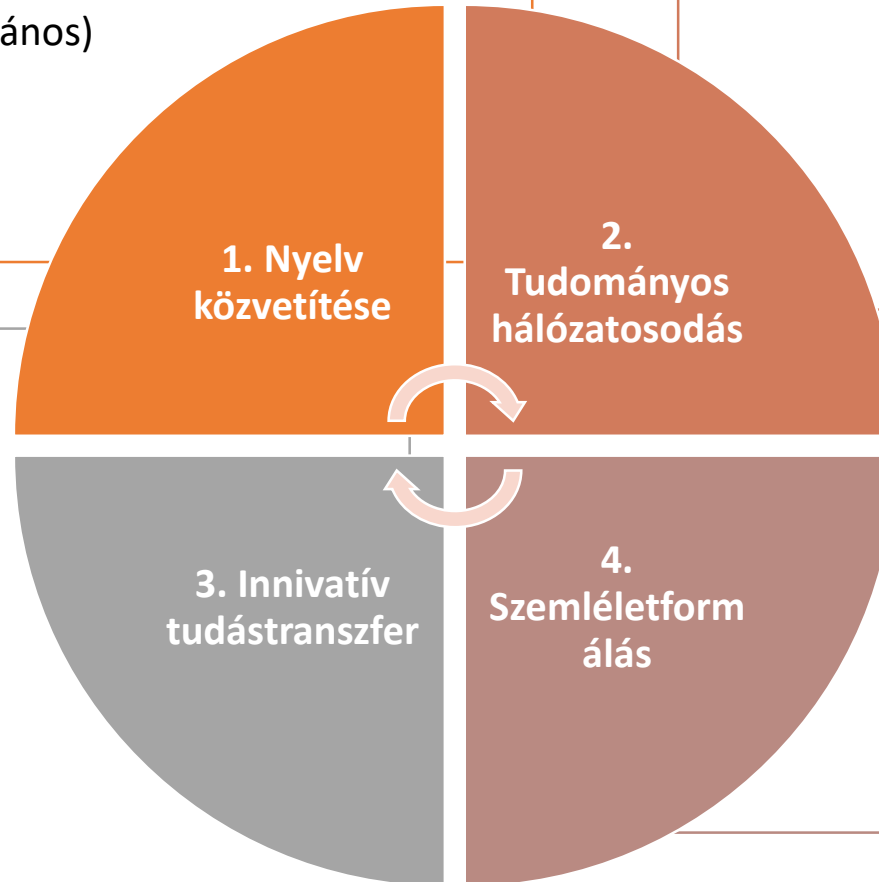 ános)
1. Nyelv
közvetítése
2.
Tudományos
hálózatosodás
3. Innivatív
tudástranszfer
4.
Szemléletform
álás